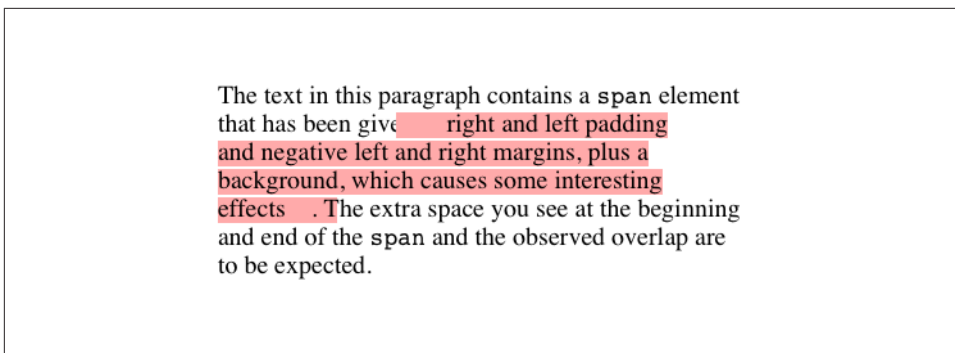 The text in this paragraph contains a span element
that has been give right and left padding
and negative left and right margins, plus a
background, which causes some interesting
effects . The extra space you see at the beginning
and end of the span and the observed overlap are
to be expected.